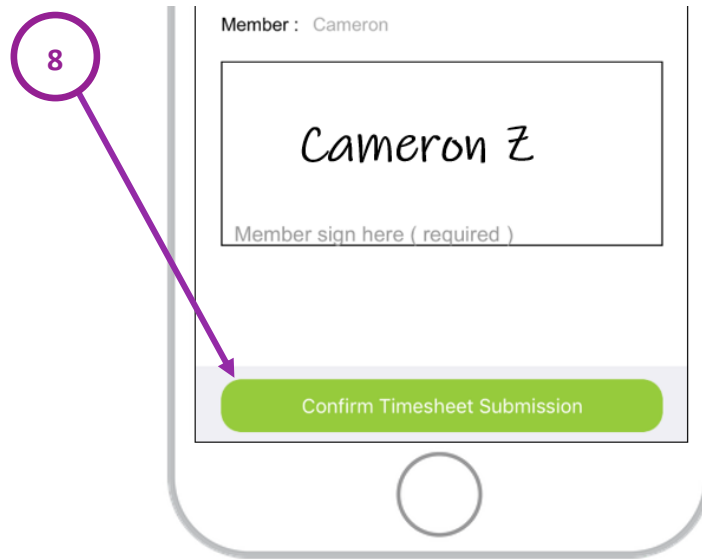 Member : Cameron
8
Cameron Z
Member sign here ( required )
Confirm Timesheet Submission